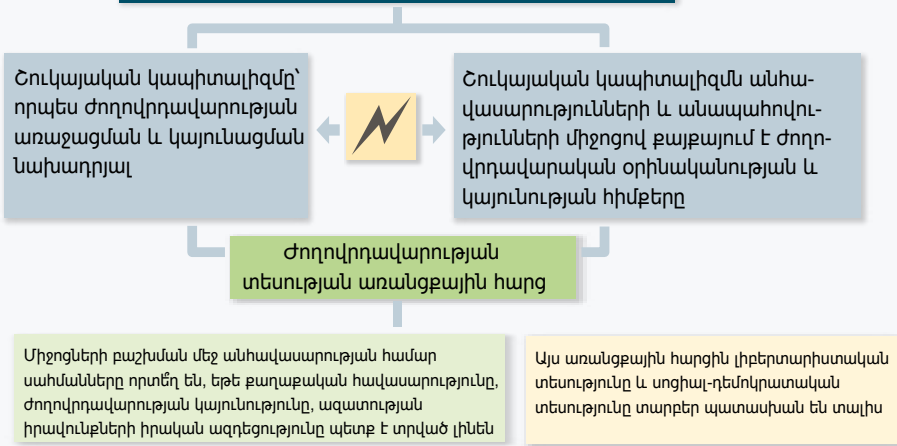 Շուկայական կապիտալիզմը՝
որպես ժողովրդավարության
առաջացման և կայունացման
նախադրյալ
Շուկայական կապիտալիզմն անհա-
վասարությունների և անապահովու-
թյունների միջոցով քայքայում է ժողո-
վրդավարական օրինականության և
կայունության հիմքերը
Ժողովրդավարության
տեսության առանցքային հարց
Միջոցների բաշխման մեջ անհավասարության համար
սահմանները որտե՞ղ են, եթե քաղաքական հավասարությունը,
ժողովրդավարության կայունությունը, ազատության
իրավունքների իրական ազդեցությունը պետք է տրված լինեն
Այս առանցքային հարցին լիբերտարիստական
տեսությունը և սոցիալ-դեմոկրատական
տեսությունը տարբեր պատասխան են տալիս